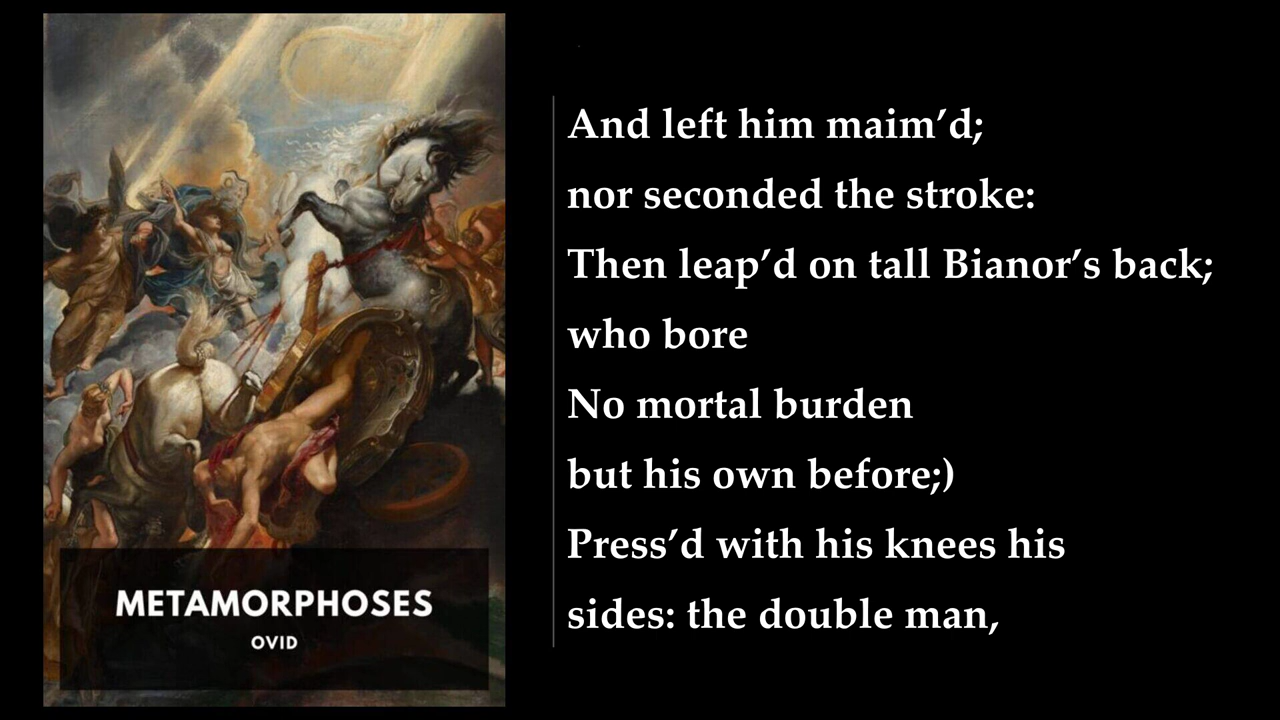 METAMORPHOSES
OVID
And left him maim’d;
nor seconded the stroke:
Then leap’d on tall Bianor’s back;
who bore
No mortal burden
but his own before;)
Press’d with his knees his
sides: the double man,